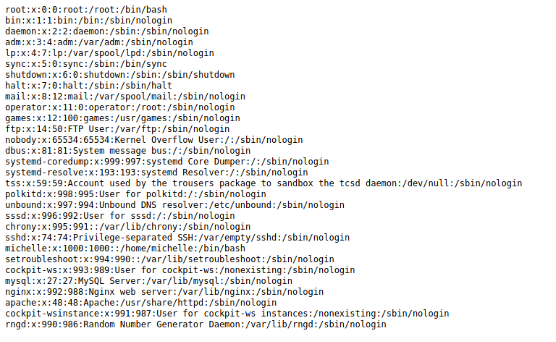 root:x:0:0:root:/root:/bin/bash
bin:x:1:1:bin:/bin:/sbin/nologin
daemon:x:2:2:daemon:/sbin:/sbin/nologin
adm:x:3:4:adm:/var/adm:/sbin/nologin
lp:x:4:7:lp:/var/spool/lpd:/sbin/nologin
sync:x:5:0:sync:/sbin:/bin/sync
shutdown:x:6:0:shutdown:/sbin:/sbin/shutdown
halt:x:7:0:halt:/sbin:/sbin/halt
mail:x:8:12:mail:/var/spool/mail:/sbin/nologin
operator:x:11:0:operator:/root:/sbin/nologin
games:x:12:100:games:/usr/games:/sbin/nologin
ftp:x:14:50:FTP User:/var/ftp:/sbin/nologin
nobody:x:65534:65534:Kernel Overflow User:/:/sbin/nologin
dbus:x:81:81:System message bus:/:/sbin/nologin
systemd-coredump:x:999:997:systemd Core Dumper:/:/sbin/nologin
systemd-resolve:x:193:193:systemd Resolver:/:/sbin/nologin
tss:x:59:59:Account used by the trousers package to sandbox the tcsd daemon:/dev/null:/sbin/nologin
polkitd:x:998:995:User for polkitd:/:/sbin/nologin
unbound:x:997:994:Unbound DNS resolver:/etc/unbound:/sbin/nologin
sssd:x:996:992:User for sssd:/:/sbin/nologin
chrony:x:995:991::/var/lib/chrony:/sbin/nologin
sshd:x:74:74:Privilege-separated SSH:/var/empty/sshd:/sbin/nologin
michelle:x:1000:1000::/home/michelle:/bin/bash
setroubleshoot:x:994:990::/var/lib/setroubleshoot:/sbin/nologin
cockpit-ws:x:993:989:User for cockpit-ws:/nonexisting:/sbin/nologin
mysql:x:27:27:MySQL Server:/var/lib/mysql:/sbin/nologin
nginx:x:992:988:Nginx web server:/var/lib/nginx:/sbin/nologin
apache:x:48:48:Apache:/usr/share/httpd:/sbin/nologin
cockpit-wsinstance:x:991:987:User for cockpit-ws instances:/nonexisting:/sbin/nologin
rngd:x:990:986:Random Number Generator Daemon:/var/lib/rngd:/sbin/nologin